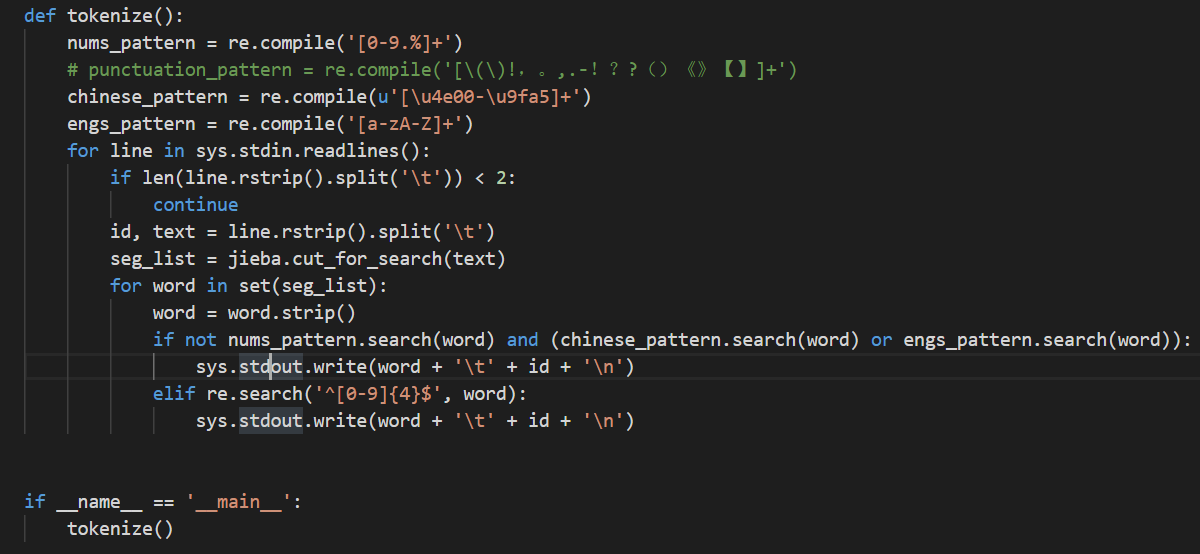 def tokenize():
    nums_pattern = re.compile('[0-9.%]+')
    # punctuation_pattern = re.compile('[\(\)!，。,.-！？?（）《》【】]+')
    chinese_pattern = re.compile(u'[\u4e00-\u9fa5]+')
    engs_pattern = re.compile('[a-zA-Z]+')
    for line in sys.stdin.readlines():
        if len(line.rstrip().split('\t')) < 2:
            continue
        id, text = line.rstrip().split('\t')
        seg_list = jieba.cut_for_search(text)
        for word in set(seg_list):
            word = word.strip()
            if not nums_pattern.search(word) and (chinese_pattern.search(word) or engs_pattern.search(word)):
                sys.stdout.write(word + '\t' + id + '\n')
            elif re.search('^[0-9]{4}$', word):
                sys.stdout.write(word + '\t' + id + '\n')
if __name__ == '__main__':
    tokenize()